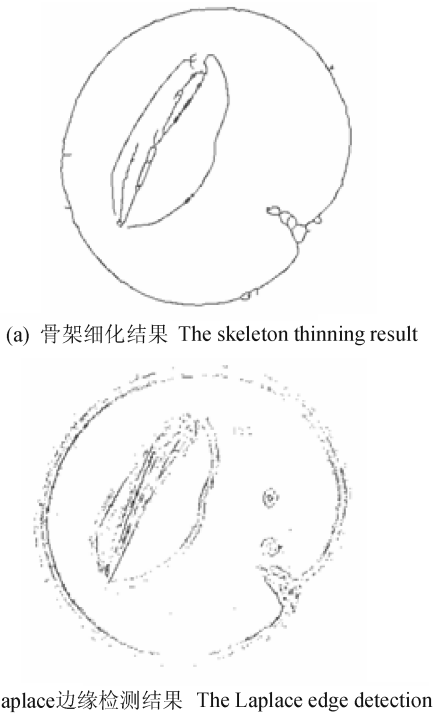 (a) 骨架细化结果 The skeleton thinning result
aplace边缘检测结果 The Laplace edge detection